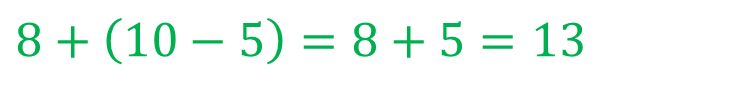 8 + (10 − 5) = 8 + 5 = 13